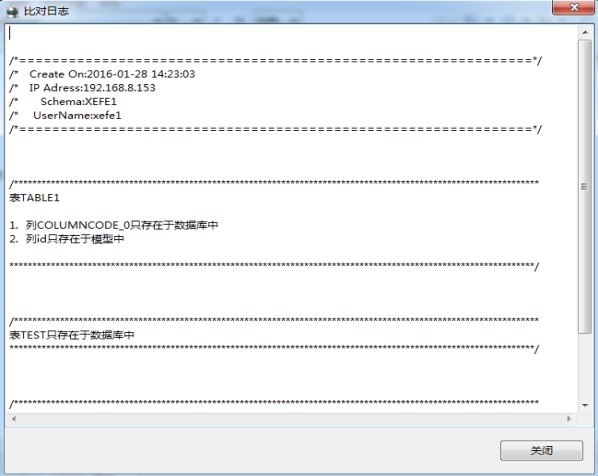 比对日志
/*===============================================================*/
/*   Create On:2016-01-28 14:23:03
/*   IP Adress:192.168.8.153
/*      Schema:XEFE1
/*    UserName:xefe1
/*===============================================================*/
/***************************************************************************************************************
表TABLE1
1.  列COLUMNCODE_0只存在于数据库中
2.  列id只存在于模型中
***************************************************************************************************************/
/***************************************************************************************************************
表TEST只存在于数据库中
***************************************************************************************************************/
/***************************************************************************************************************
关闭